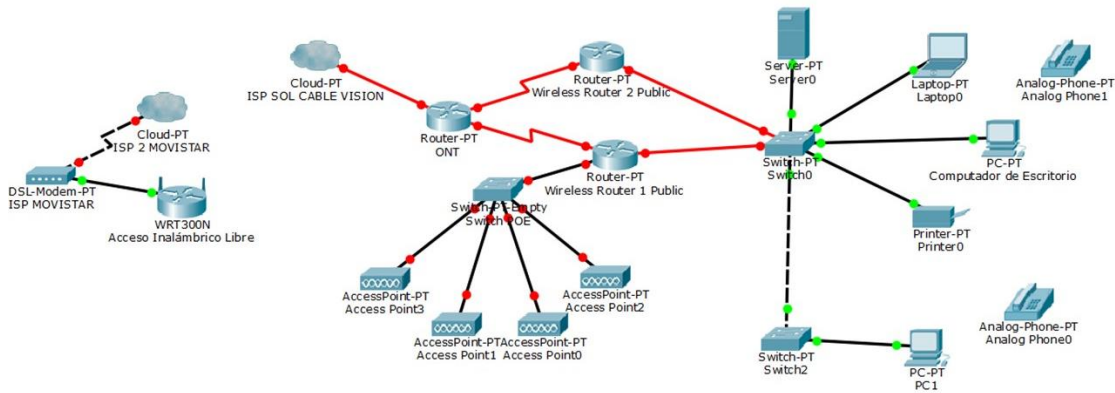 Cloud-PT
ISP 2 MOVISTAR
DSL-Modem-PT
ISP MOVISTAR
WRT300N
Acceso Inalámbrico Libre
Cloud-PT
ISP SOL CABLE VISION
Router-PT
Wireless Router 2 Public
Router-PT
ONT
Router-PT
Wireless Router 1 Public
Switch-PT-Empty
Switch POE
AccessPoint-PT
Access Point3
AccessPoint-PT
Access Point1
AccessPoint-PT
Access Point0
AccessPoint-PT
Access Point2
Server-PT
Server0
Laptop-PT
Laptop0
Analog-Phone-PT
Analog Phone1
Switch-PT
Switch0
PC-PT
Computador de Escritorio
Printer-PT
Printer0
Analog-Phone-PT
Analog Phone0
Switch-PT
Switch2
PC-PT
PC1